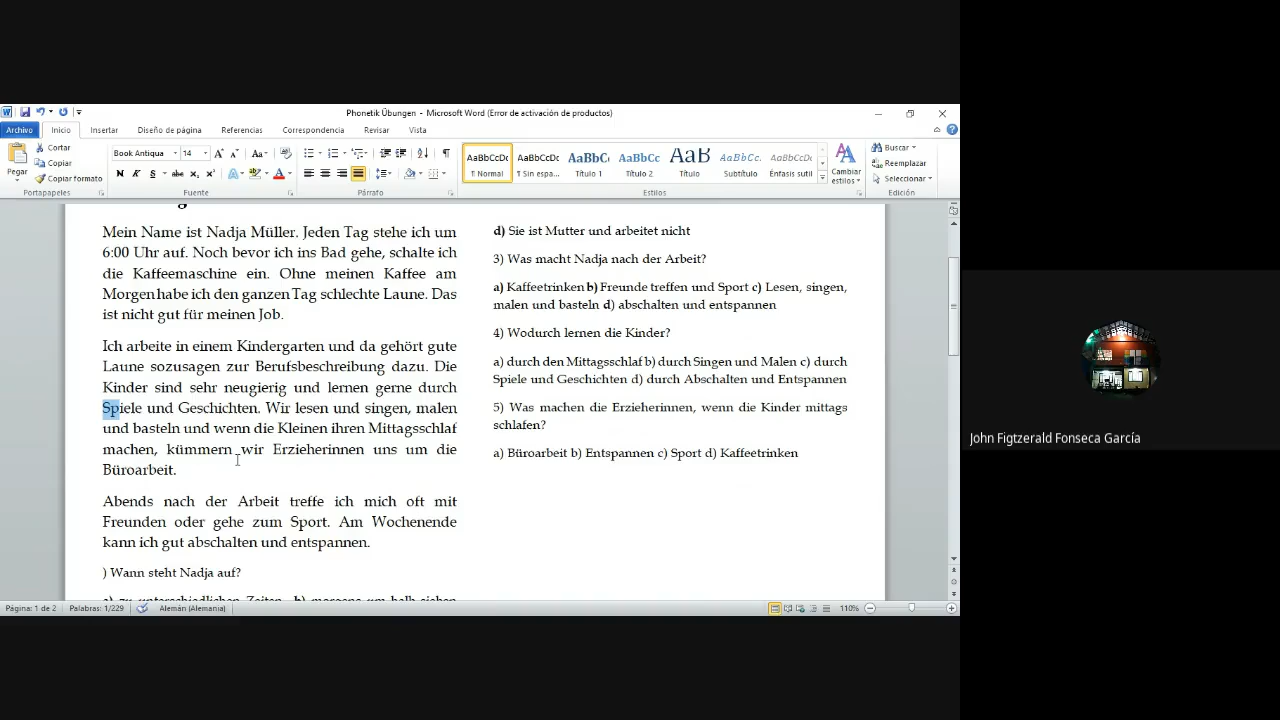 Phonetik Übungen - Microsoft Word (Error de activación de productos)
Archivo Inicio Insertar Diseño de página Referencias Correspondencia Revisar Vista
Pegar
Cortar
Copiar
Copiar formato
Portapapeles
Book Antiqua 14
Fuente
Párrafo
AaBbCcDc AaBbCcDc AaBbC AaBbCc AaB AaBbCc. AaBbCcDc
¶ Normal ¶ Sin espa... Título 1 Título 2 Título Subtítulo Énfasis sutil
Estilos
Cambiar estilos
Buscar
Reemplazar
Seleccionar
Edición
Mein Name ist Nadja Müller. Jeden Tag stehe ich um
6:00 Uhr auf. Noch bevor ich ins Bad gehe, schalte ich
die Kaffeemaschine ein. Ohne meinen Kaffee am
Morgen habe ich den ganzen Tag schlechte Laune. Das
ist nicht gut für meinen Job.
Ich arbeite in einem Kindergarten und da gehört gute
Laune sozusagen zur Berufsbeschreibung dazu. Die
Kinder sind sehr neugierig und lernen gerne durch
Spiele und Geschichten. Wir lesen und singen, malen
und basteln und wenn die Kleinen ihren Mittagsschlaf
machen, kümmern wir Erzieherinnen uns um die
Büroarbeit.
Abends nach der Arbeit treffe ich mich oft mit
Freunden oder gehe zum Sport. Am Wochenende
kann ich gut abschalten und entspannen.
) Wann steht Nadja auf?
a) zu unterschiedlichen Zeiten b) morgens um halb sieben
d) Sie ist Mutter und arbeitet nicht
3) Was macht Nadja nach der Arbeit?
a) Kaffeetrinken b) Freunde treffen und Sport c) Lesen, singen,
malen und basteln d) abschalten und entspannen
4) Wodurch lernen die Kinder?
a) durch den Mittagsschlaf b) durch Singen und Malen c) durch
Spiele und Geschichten d) durch Abschalten und Entspannen
5) Was machen die Erzieherinnen, wenn die Kinder mittags
schlafen?
a) Büroarbeit b) Entspannen c) Sport d) Kaffeetrinken
Página: 1 de 2 Palabras: 1/229 Alemán (Alemania) 110%
John Figtzerald Fonseca García